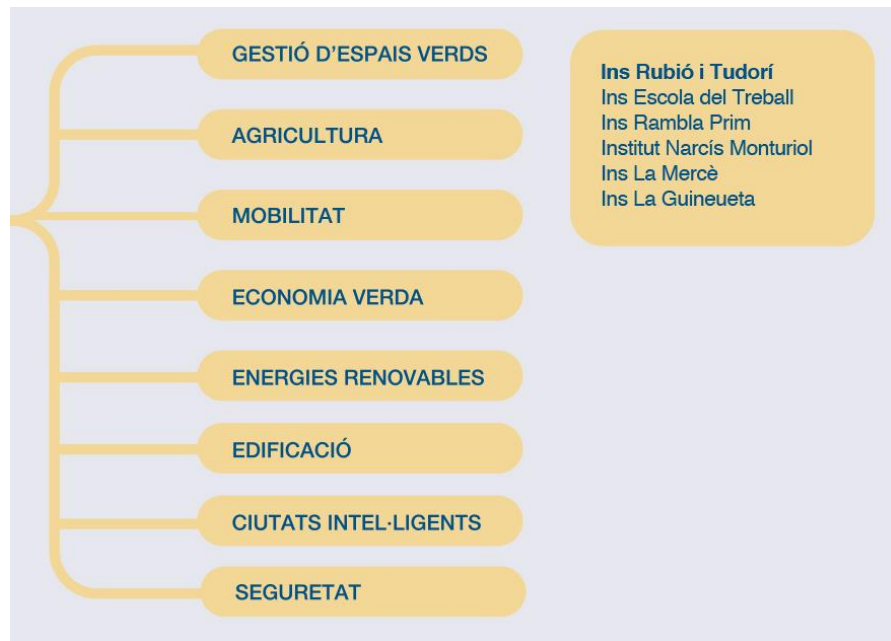 GESTIÓ D'ESPAIS VERDS
AGRICULTURA
MOBILITAT
ECONOMIA VERDA
ENERGIES RENOVABLES
EDIFICACIÓ
CIUTATS INTEL·LIGENTS
SEGURETAT
Ins Rubió i Tudorí
Ins Escola del Treball
Ins Rambla Prim
Institut Narcís Monturiol
Ins La Mercè
Ins La Guineueta